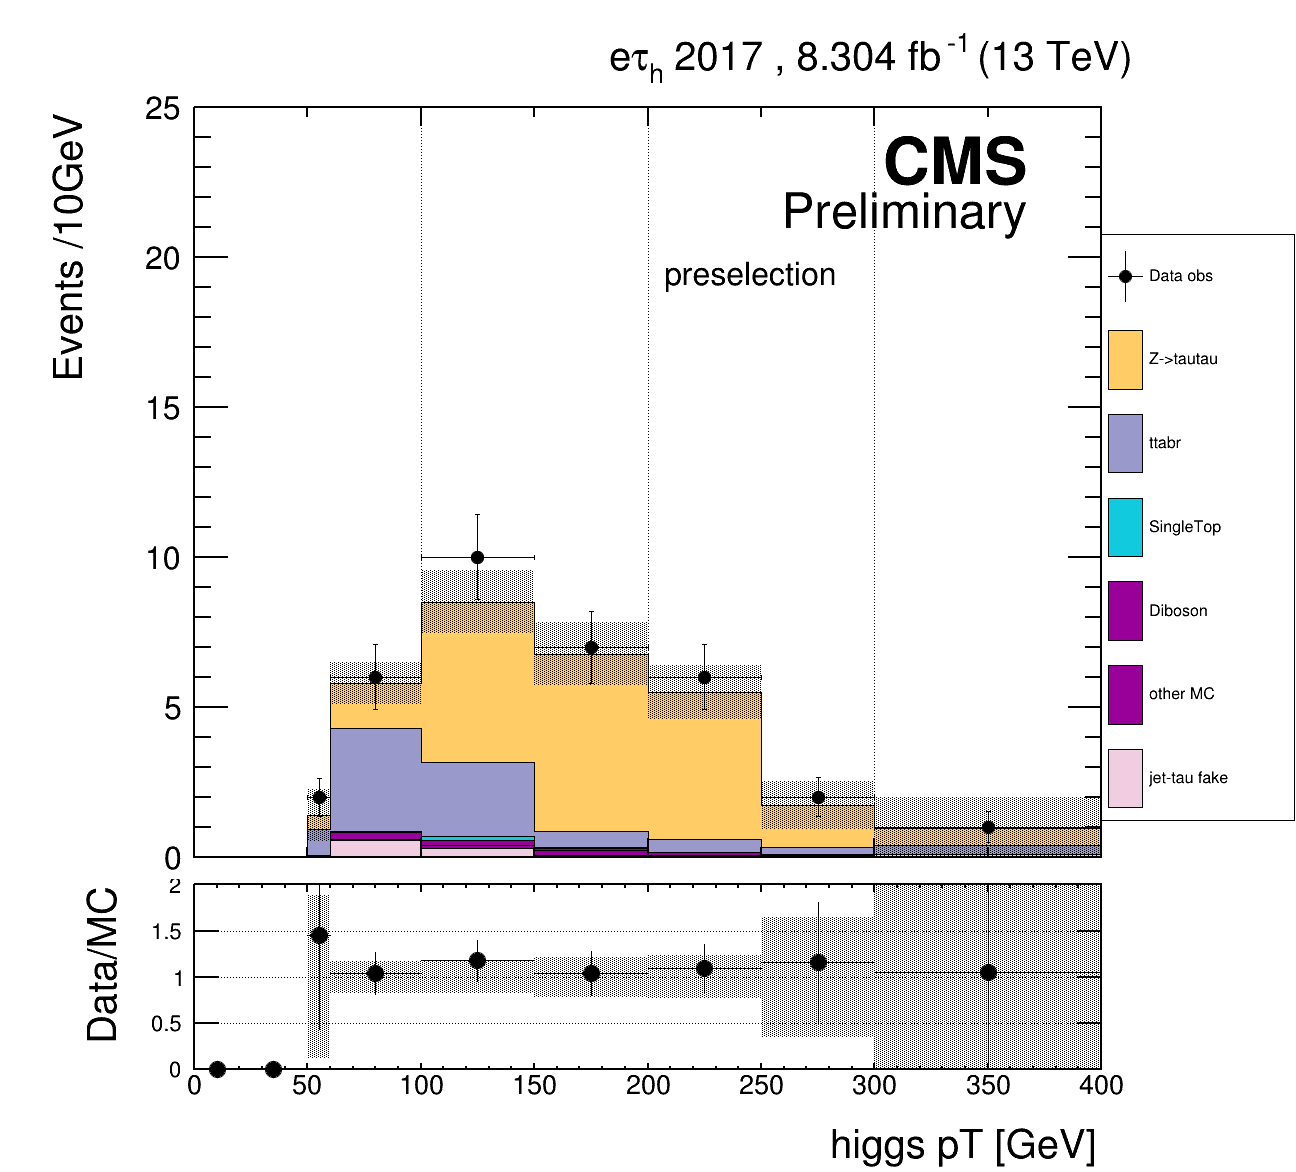 eτh 2017 , 8.304 fb-1 (13 TeV)
Events /10GeV
25
20
15
10
5
0
CMS
Preliminary
preselection
Data obs
Z->tautau
ttabr
SingleTop
Diboson
other MC
jet-tau fake
Data/MC
2
1.5
1
0.5
0
0 50 100 150 200 250 300 350 400
higgs pT [GeV]